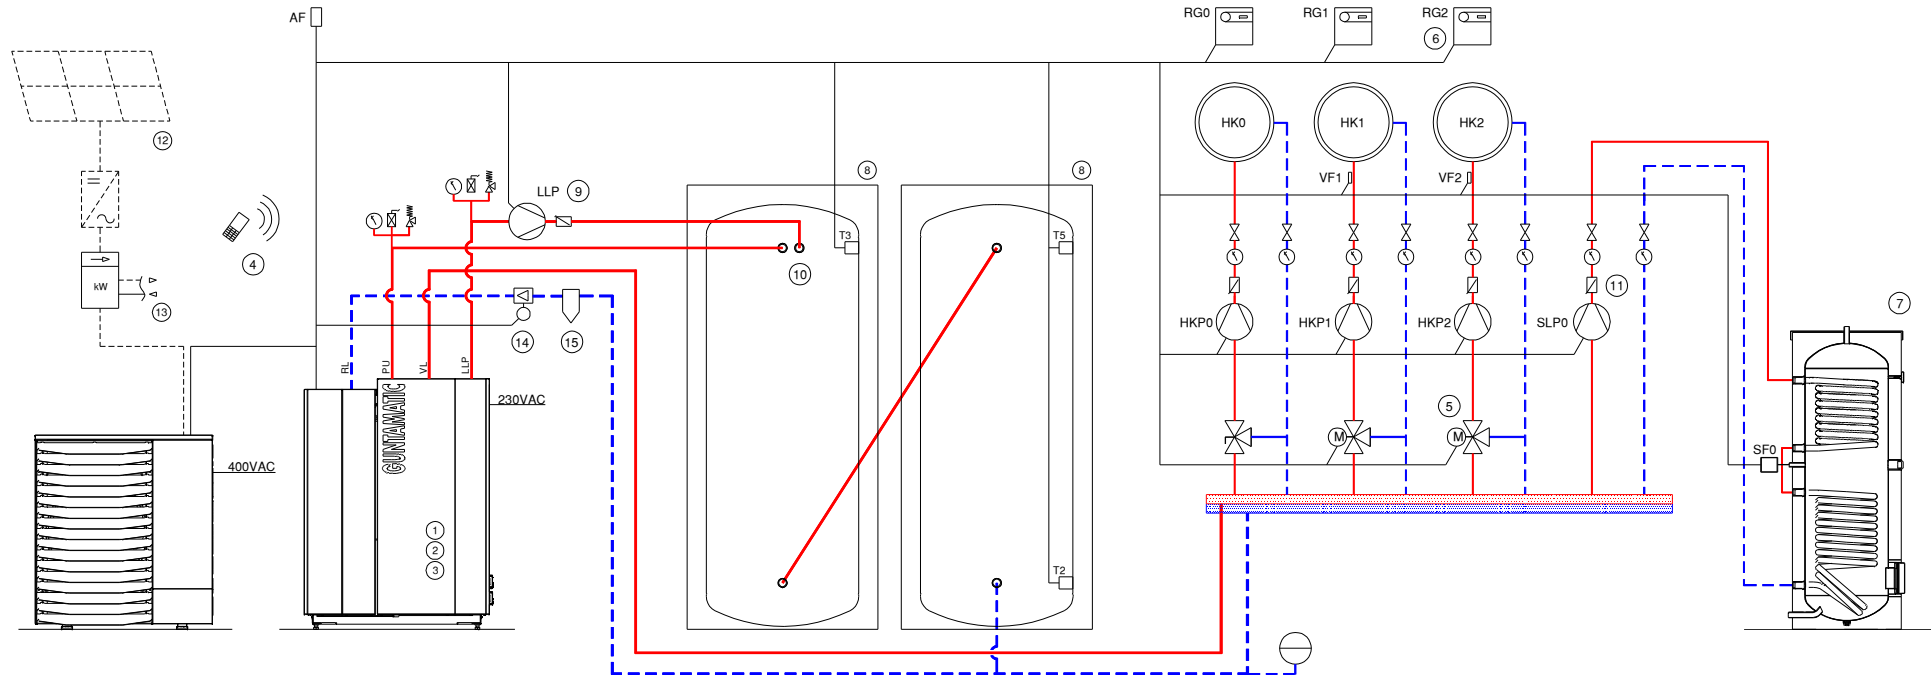 AF
RG0
RG1
RG2
6
12
HK0
HK1
HK2
8
8
LLP
9
VF1
VF2
T3
T5
4
10
kW
13
11
7
HKP0
HKP1
HKP2
SLP0
14
15
RL
PU
VL
LLP
GUNTAMATIC
230VAC
5
M
M
SF0
400VAC
1
2
3
T2